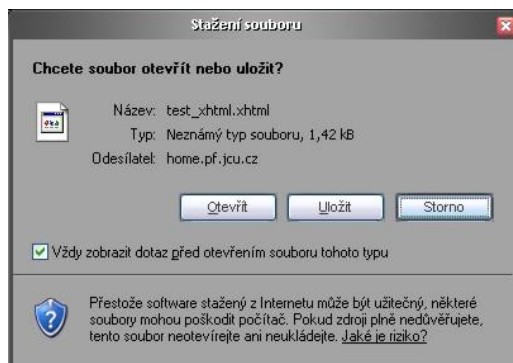 Stažení souboru
Chcete soubor otevřít nebo uložit?
Název: test_xhtml.xhtml
Typ: Neznámý typ souboru, 1,42 kB
Odesílatel: home.pf.jcu.cz
Otevřít Uložit Storno
Vždy zobrazit dotaz před otevřením souboru tohoto typu
Přestože software stažený z Internetu může být užitečný, některé
soubory mohou poškodit počítač. Pokud zdroji plně nedůvěřujete,
tento soubor neotevírejte ani neukládejte. Jaké je riziko?